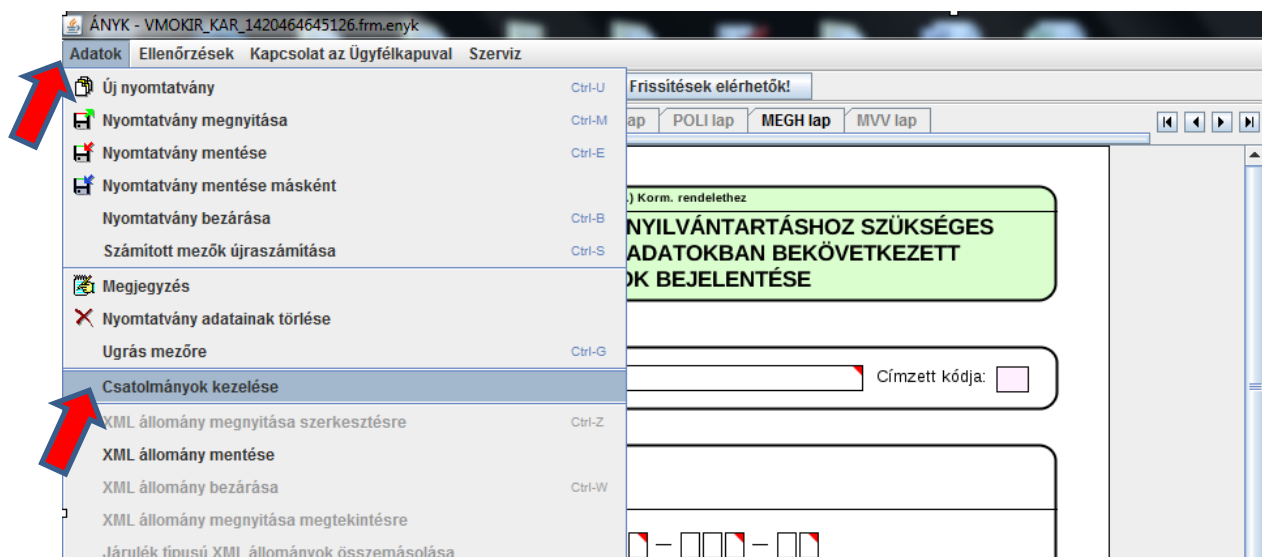 ÁNYK - VMOKIR_KAR_1420464645126.frm.enyk
Adatok Ellenőrzések Kapcsolat az Ügyfélkapuval Szerviz
Új nyomtatvány Ctrl-U
Nyomtatvány megnyitása Ctrl-M
Nyomtatvány mentése Ctrl-E
Nyomtatvány mentése másként
Nyomtatvány bezárása Ctrl-B
Számított mezők újraszámítása Ctrl-S
Megjegyzés
Nyomtatvány adatainak törlése
Ugrás mezőre Ctrl-G
Csatolmányok kezelése
XML állomány megnyitása szerkesztésre Ctrl-Z
XML állomány mentése
XML állomány bezárása Ctrl-W
XML állomány megnyitása megtekintésre
Járulék típusú XML állományok összemásolása
Frissítések elérhetők!
ap POLI lap MEGH lap MVV lap
.) Korm. rendelethez
NYILVÁNTARTÁSHOZ SZÜKSÉGES
ADATOKBAN BEKÖVETKEZETT
OK BEJELENTÉSE
Címzett kódja: